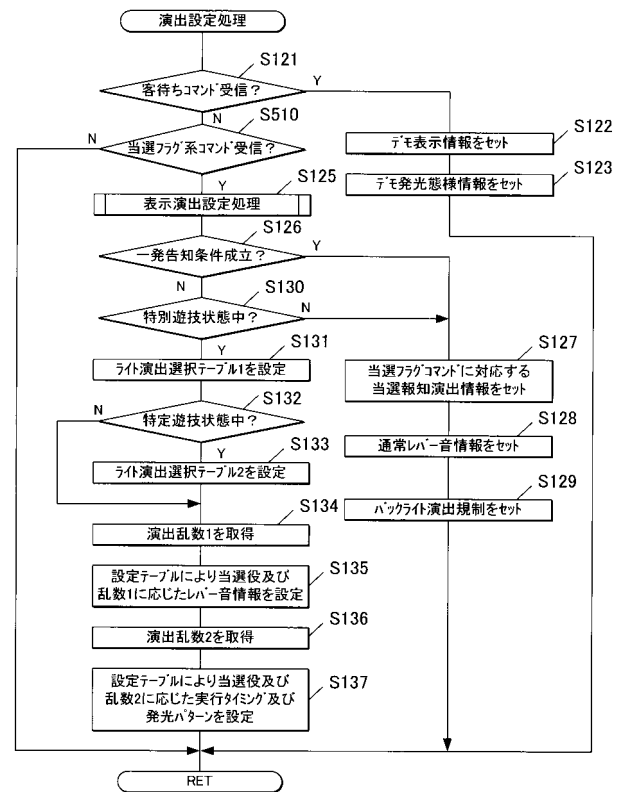 演出設定処理
S121
客待ちコマンド受信？
Y
N
S510
当選フラグ系コマンド受信？
N
Y
S122
デモ表示情報をセット
S123
デモ発光態様情報をセット
S125
表示演出設定処理
S126
一発告知条件成立？
Y
N
S130
特別遊技状態中？
N
Y
S131
ライト演出選択テーブル1を設定
S127
当選フラグコマンドに対応する
当選報知演出情報をセット
S132
特定遊技状態中？
N
Y
S128
通常レバー音情報をセット
S133
ライト演出選択テーブル2を設定
S129
バックライト演出規制をセット
S134
演出乱数1を取得
S135
設定テーブルにより当選役及び
乱数1に応じたレバー音情報を設定
S136
演出乱数2を取得
S137
設定テーブルにより当選役及び
乱数2に応じた実行タイミング及び
発光パターンを設定
RET